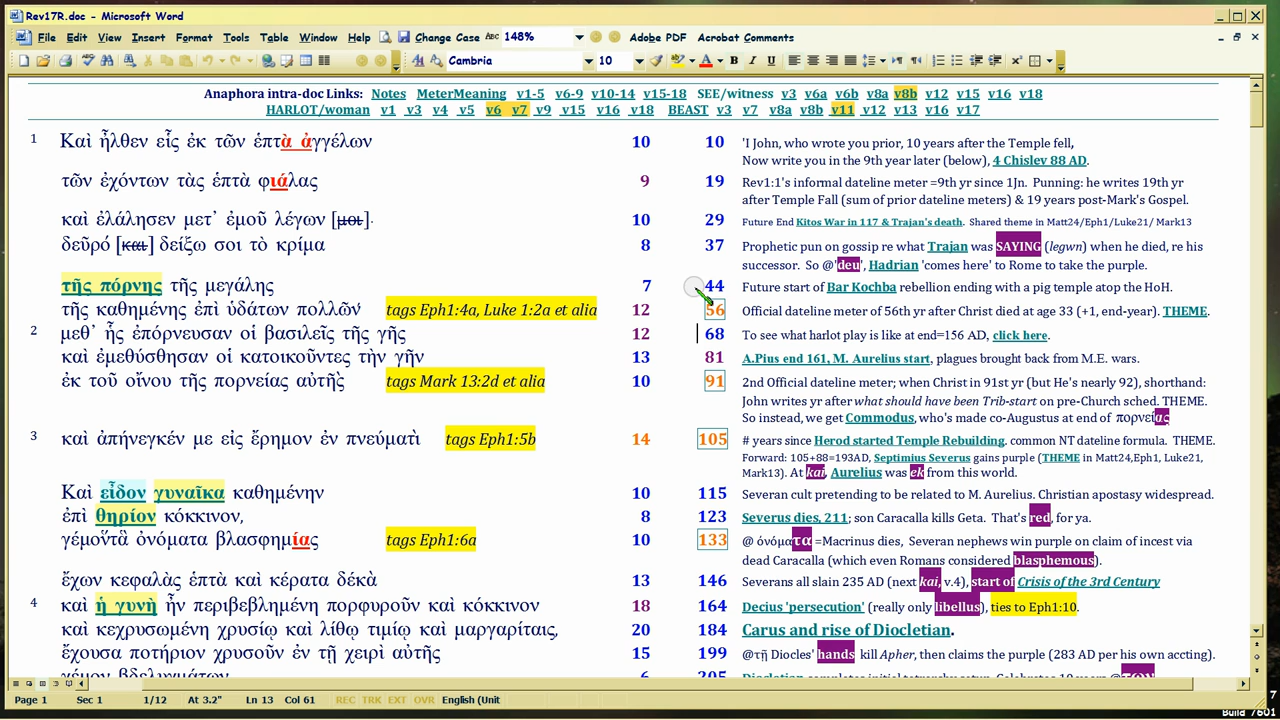 Rev17R.doc - Microsoft Word
File Edit View Insert Format Tools Table Window Help Change Case ABC 148% Adobe PDF Acrobat Comments
Cambria 10 B I U
Anaphora intra-doc Links: Notes MeterMeaning v1-5 v6-9 v10-14 v15-18 SEE/witness v3 v6a v6b v8a v8b v12 v15 v16 v18
HARLOT/woman v1 v3 v4 v5 v6 v7 v9 v15 v16 v18 BEAST v3 v7 v8a v8b v11 v12 v13 v16 v17
1 Καὶ ἦλθεν εἷς ἐκ τῶν ἑπτὰ ἀγγέλων 10 10 'I John, who wrote you prior, 10 years after the Temple fell,
Now write you in the 9th year later (below), 4 Chislev 88 AD.
τῶν ἐχόντων τὰς ἑπτὰ φιάλας 9 19 Rev1:1's informal dateline meter =9th yr since 1Jn. Punning: he writes 19th yr
after Temple Fall (sum of prior dateline meters) & 19 years post-Mark's Gospel.
καὶ ἐλάλησεν μετ᾽ ἐμοῦ λέγων [μοι]· 10 29 Future End Kitos War in 117 & Trajan's death. Shared theme in Matt24/Eph1/Luke21/ Mark13
δεῦρό [και] δείξω σοι τὸ κρίμα 8 37 Prophetic pun on gossip re what Trajan was SAYING (legwn) when he died, re his
successor. So @'deu', Hadrian 'comes here' to Rome to take the purple.
τῆς πόρνης τῆς μεγάλης 7 44 Future start of Bar Kochba rebellion ending with a pig temple atop the HoH.
τῆς καθημένης ἐπὶ ὑδάτων πολλῶν tags Eph1:4a, Luke 1:2a et alia 12 56 Official dateline meter of 56th yr after Christ died at age 33 (+1, end-year). THEME.
2 μεθ᾽ ἧς ἐπόρνευσαν οἱ βασιλεῖς τῆς γῆς 12 68 To see what harlot play is like at end=156 AD, click here.
καὶ ἐμεθύσθησαν οἱ κατοικοῦντες τὴν γῆν 13 81 A.Pius end 161, M. Aurelius start, plagues brought back from M.E. wars.
ἐκ τοῦ οἴνου τῆς πορνείας αὐτῆς tags Mark 13:2d et alia 10 91 2nd Official dateline meter; when Christ in 91st yr (but He's nearly 92), shorthand:
John writes yr after what should have been Trib-start on pre-Church sched. THEME.
So instead, we get Commodus, who's made co-Augustus at end of πορνείας
3 καὶ ἀπήνεγκέν με εἰς ἔρημον ἐν πνεύματὶ tags Eph1:5b 14 105 # years since Herod started Temple Rebuilding. common NT dateline formula. THEME.
Forward: 105+88=193AD, Septimius Severus gains purple (THEME in Matt24,Eph1, Luke21,
Mark13). At kai, Aurelius was ek from this world.
Καὶ εἶδον γυναῖκα καθημένην 10 115 Severan cult pretending to be related to M. Aurelius. Christian apostasy widespread.
ἐπὶ θηρίον κόκκινον, 8 123 Severus dies, 211; son Caracalla kills Geta. That's red, for ya.
γέμοντὰ ὀνόματα βλασφημίας tags Eph1:6a 10 133 @ ὀνόματα =Macrinus dies, Severan nephews win purple on claim of incest via
dead Caracalla (which even Romans considered blasphemous).
ἔχων κεφαλὰς ἑπτὰ καὶ κέρατα δέκὰ 13 146 Severans all slain 235 AD (next kai, v.4), start of Crisis of the 3rd Century
4 καὶ ἡ γυνὴ ἦν περιβεβλημένη πορφυροῦν καὶ κόκκινον 18 164 Decius 'persecution' (really only libellus), ties to Eph1:10.
καὶ κεχρυσωμένη χρυσίῳ καὶ λίθῳ τιμίῳ καὶ μαργαρίταις, 20 184 Carus and rise of Diocletian.
ἔχουσα ποτήριον χρυσοῦν ἐν τῇ χειρὶ αὐτῆς 15 199 @τῇ Diocles' hands kill Apher, then claims the purple (283 AD per his own accting).
Page 1 Sec 1 1/12 At 3.2" Ln 13 Col 61 REC TRK EXT OVR English (Unit
Build 7601